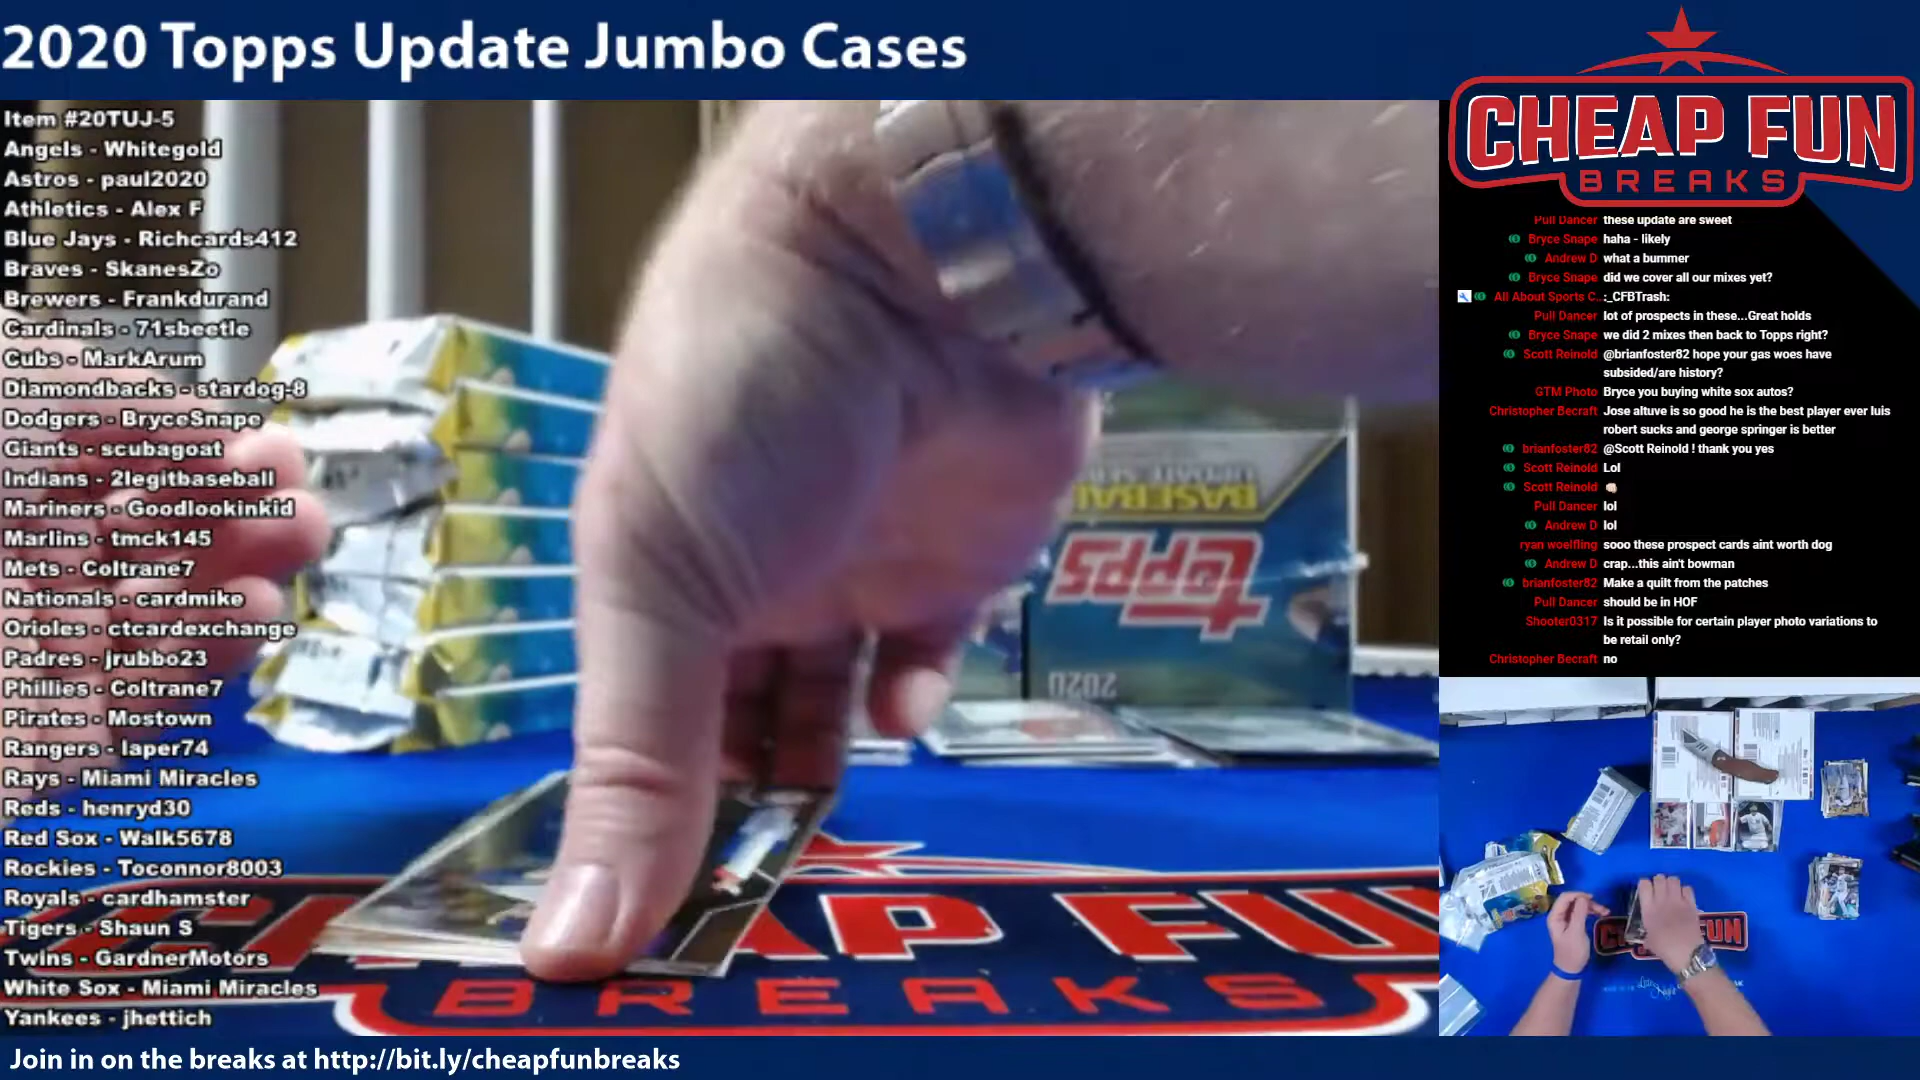 2020 Topps Update Jumbo Cases
Item #20TUJ-5
Angels - Whitegold
Astros - paul2020
Athletics - Alex F
Blue Jays - Richcards412
Braves - SkanesZo
Brewers - Frankdurand
Cardinals - 71sbeetle
Cubs - MarkArum
Diamondbacks - stardog-8
Dodgers - BryceSnape
Giants - scubagoat
Indians - 2legitbaseball
Mariners - Goodlookinkid
Marlins - tmck145
Mets - Coltrane7
Nationals - cardmike
Orioles - ctcardexchange
Padres - jrubbo23
Phillies - Coltrane7
Pirates - Mostown
Rangers - laper74
Rays - Miami Miracles
Reds - henryd30
Red Sox - Walk5678
Rockies - Toconnor8003
Royals - cardhamster
Tigers - Shaun S
Twins - GardnerMotors
White Sox - Miami Miracles
Yankees - jhettich
BASEBALL
Topps
2020
BREAKS
CHEAP FUN
BREAKS
Pull Dancer these update are sweet
Bryce Snape haha - likely
Andrew D what a bummer
Bryce Snape did we cover all our mixes yet?
All About Sports C... :_CFBTrash:
Pull Dancer lot of prospects in these...Great holds
Bryce Snape we did 2 mixes then back to Topps right?
Scott Reinold @brianfoster82 hope your gas woes have
subsided/are history?
GTM Photo Bryce you buying white sox autos?
Christopher Becraft Jose altuve is so good he is the best player ever luis
robert sucks and george springer is better
brianfoster82 @Scott Reinold ! thank you yes
Scott Reinold Lol
Scott Reinold
Pull Dancer lol
Andrew D lol
ryan woelfling sooo these prospect cards aint worth dog
Andrew D crap...this ain't bowman
brianfoster82 Make a quilt from the patches
Pull Dancer should be in HOF
Shooter0317 Is it possible for certain player photo variations to
be retail only?
Christopher Becraft no
Join in on the breaks at http://bit.ly/cheapfunbreaks